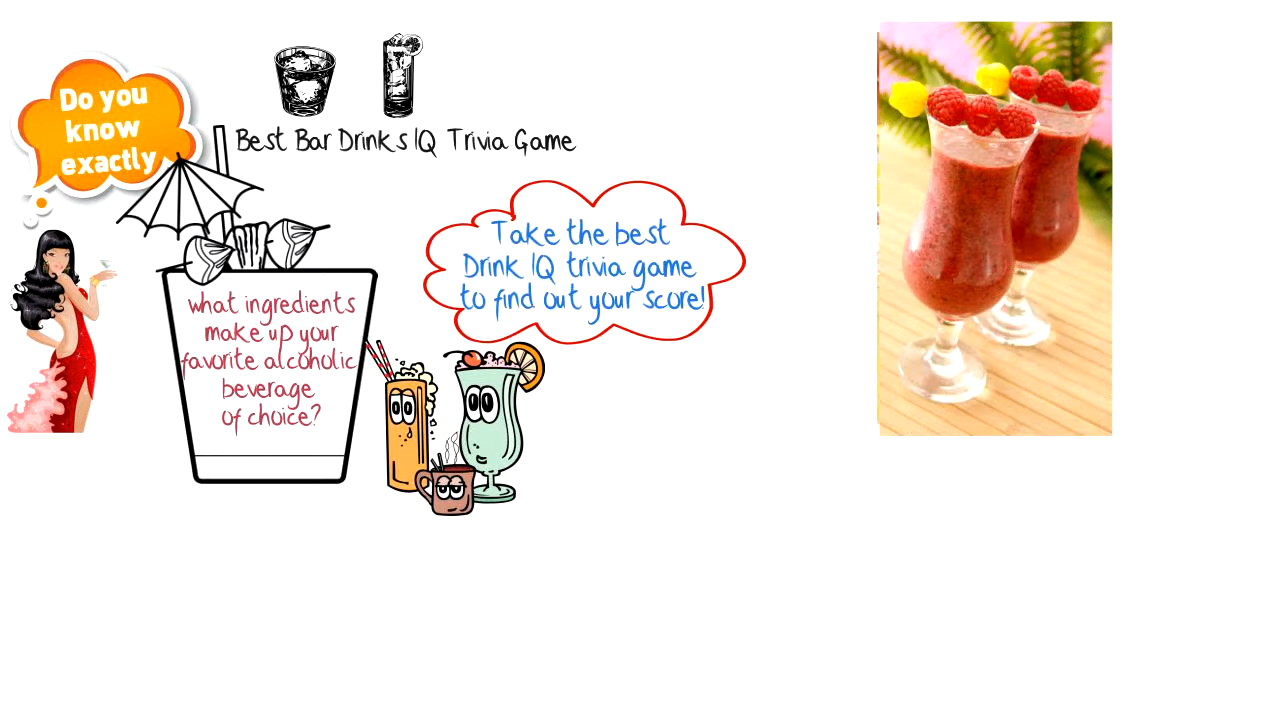 Do you
know
exactly
Best Bar Drinks IQ Trivia Game
what ingredients
make up your
favorite alcoholic
beverage
of choice?
Take the best
Drink IQ trivia game
to find out your score!